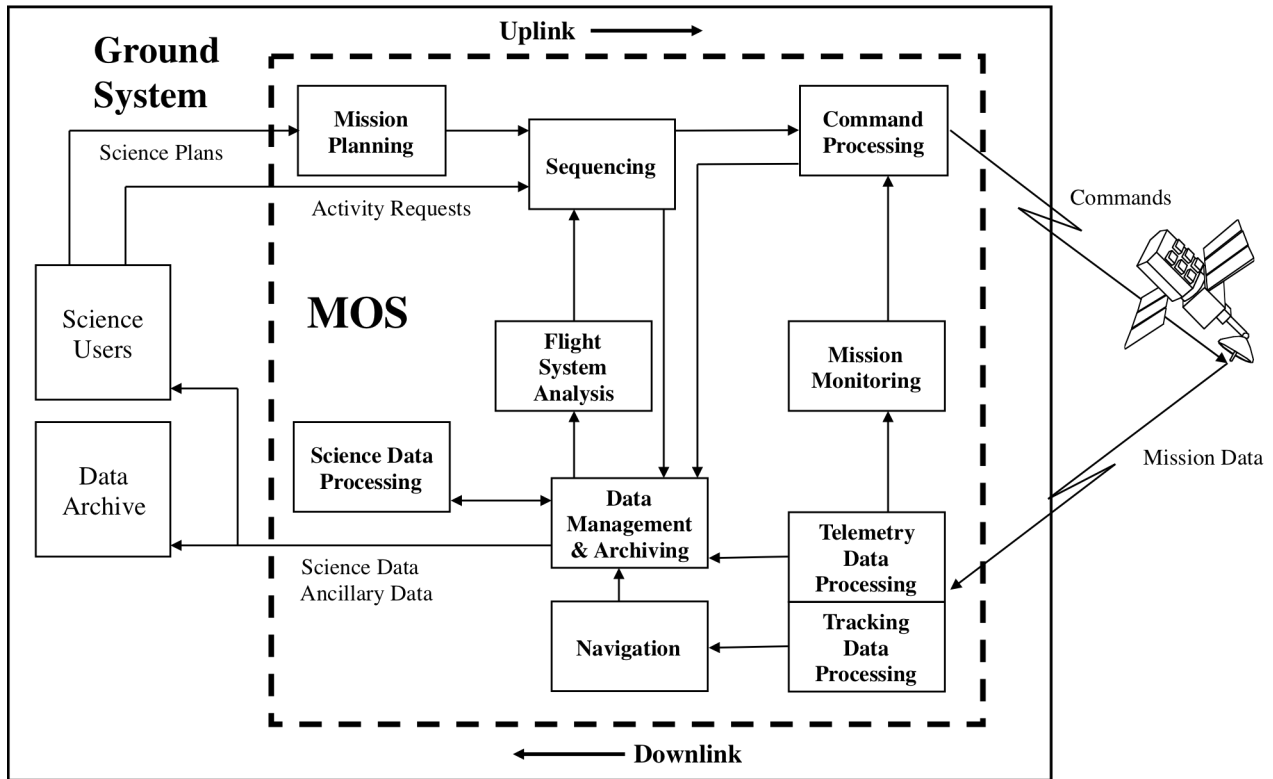 Uplink
Ground
System
Mission
Planning
Command
Processing
Science Plans
Sequencing
Activity Requests
Commands
Science
Users
MOS
Flight
System
Analysis
Mission
Monitoring
Data
Archive
Science Data
Processing
Mission Data
Data
Management
& Archiving
Telemetry
Data
Processing
Science Data
Ancillary Data
Navigation
Tracking
Data
Processing
Downlink